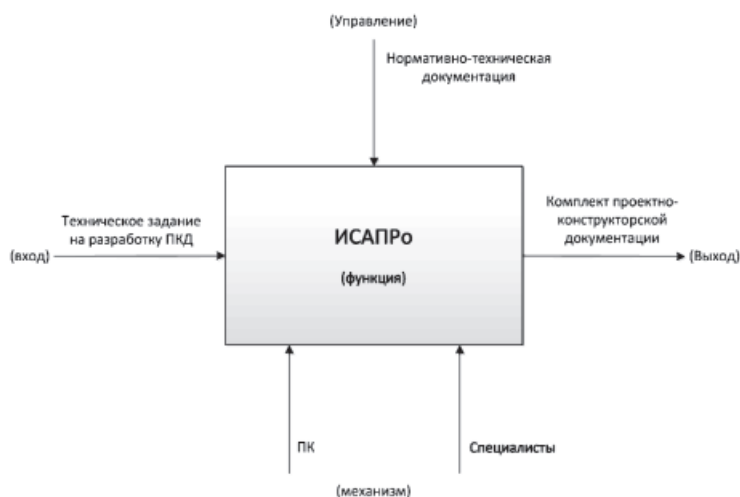 (Управление)
Нормативно-техническая
документация
Техническое задание
на разработку ПКД
(вход)
ИСАПРо
(функция)
Комплект проектно-
конструкторской
документации
(Выход)
ПК
Специалисты
(механизм)